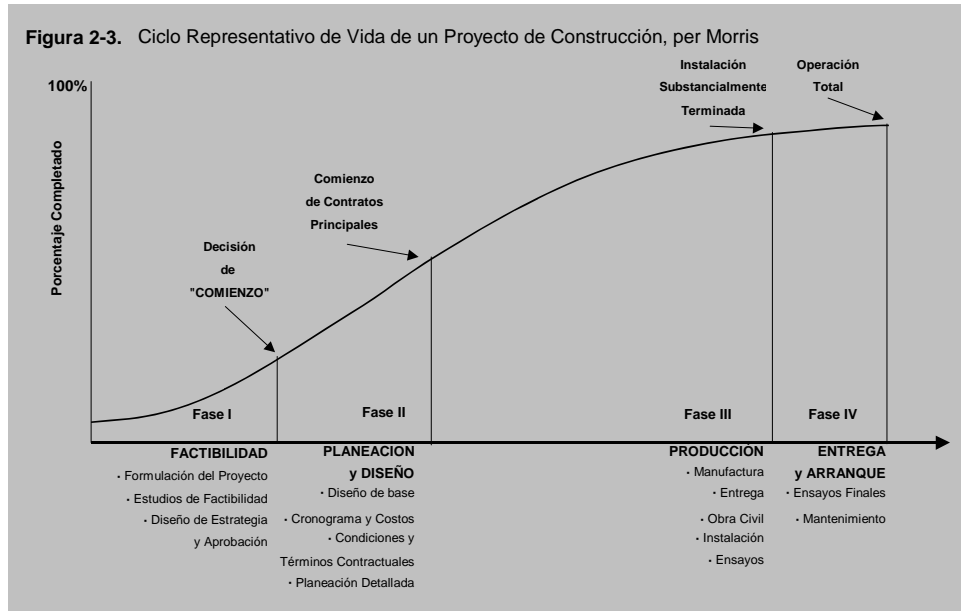 Figura 2-3. Ciclo Representativo de Vida de un Proyecto de Construcción, per Morris
100%
Porcentaje Completado
Decisión
de
"COMIENZO"
Comienzo
de Contratos
Principales
Instalación
Substancialmente
Terminada
Operación
Total
Fase I
Fase II
Fase III
Fase IV
FACTIBILIDAD
· Formulación del Proyecto
· Estudios de Factibilidad
· Diseño de Estrategia
y Aprobación
PLANEACION
y DISEÑO
· Diseño de base
· Cronograma y Costos
· Condiciones y
Términos Contractuales
· Planeación Detallada
PRODUCCIÓN
· Manufactura
· Entrega
· Obra Civil
· Instalación
· Ensayos
ENTREGA
y ARRANQUE
· Ensayos Finales
· Mantenimiento